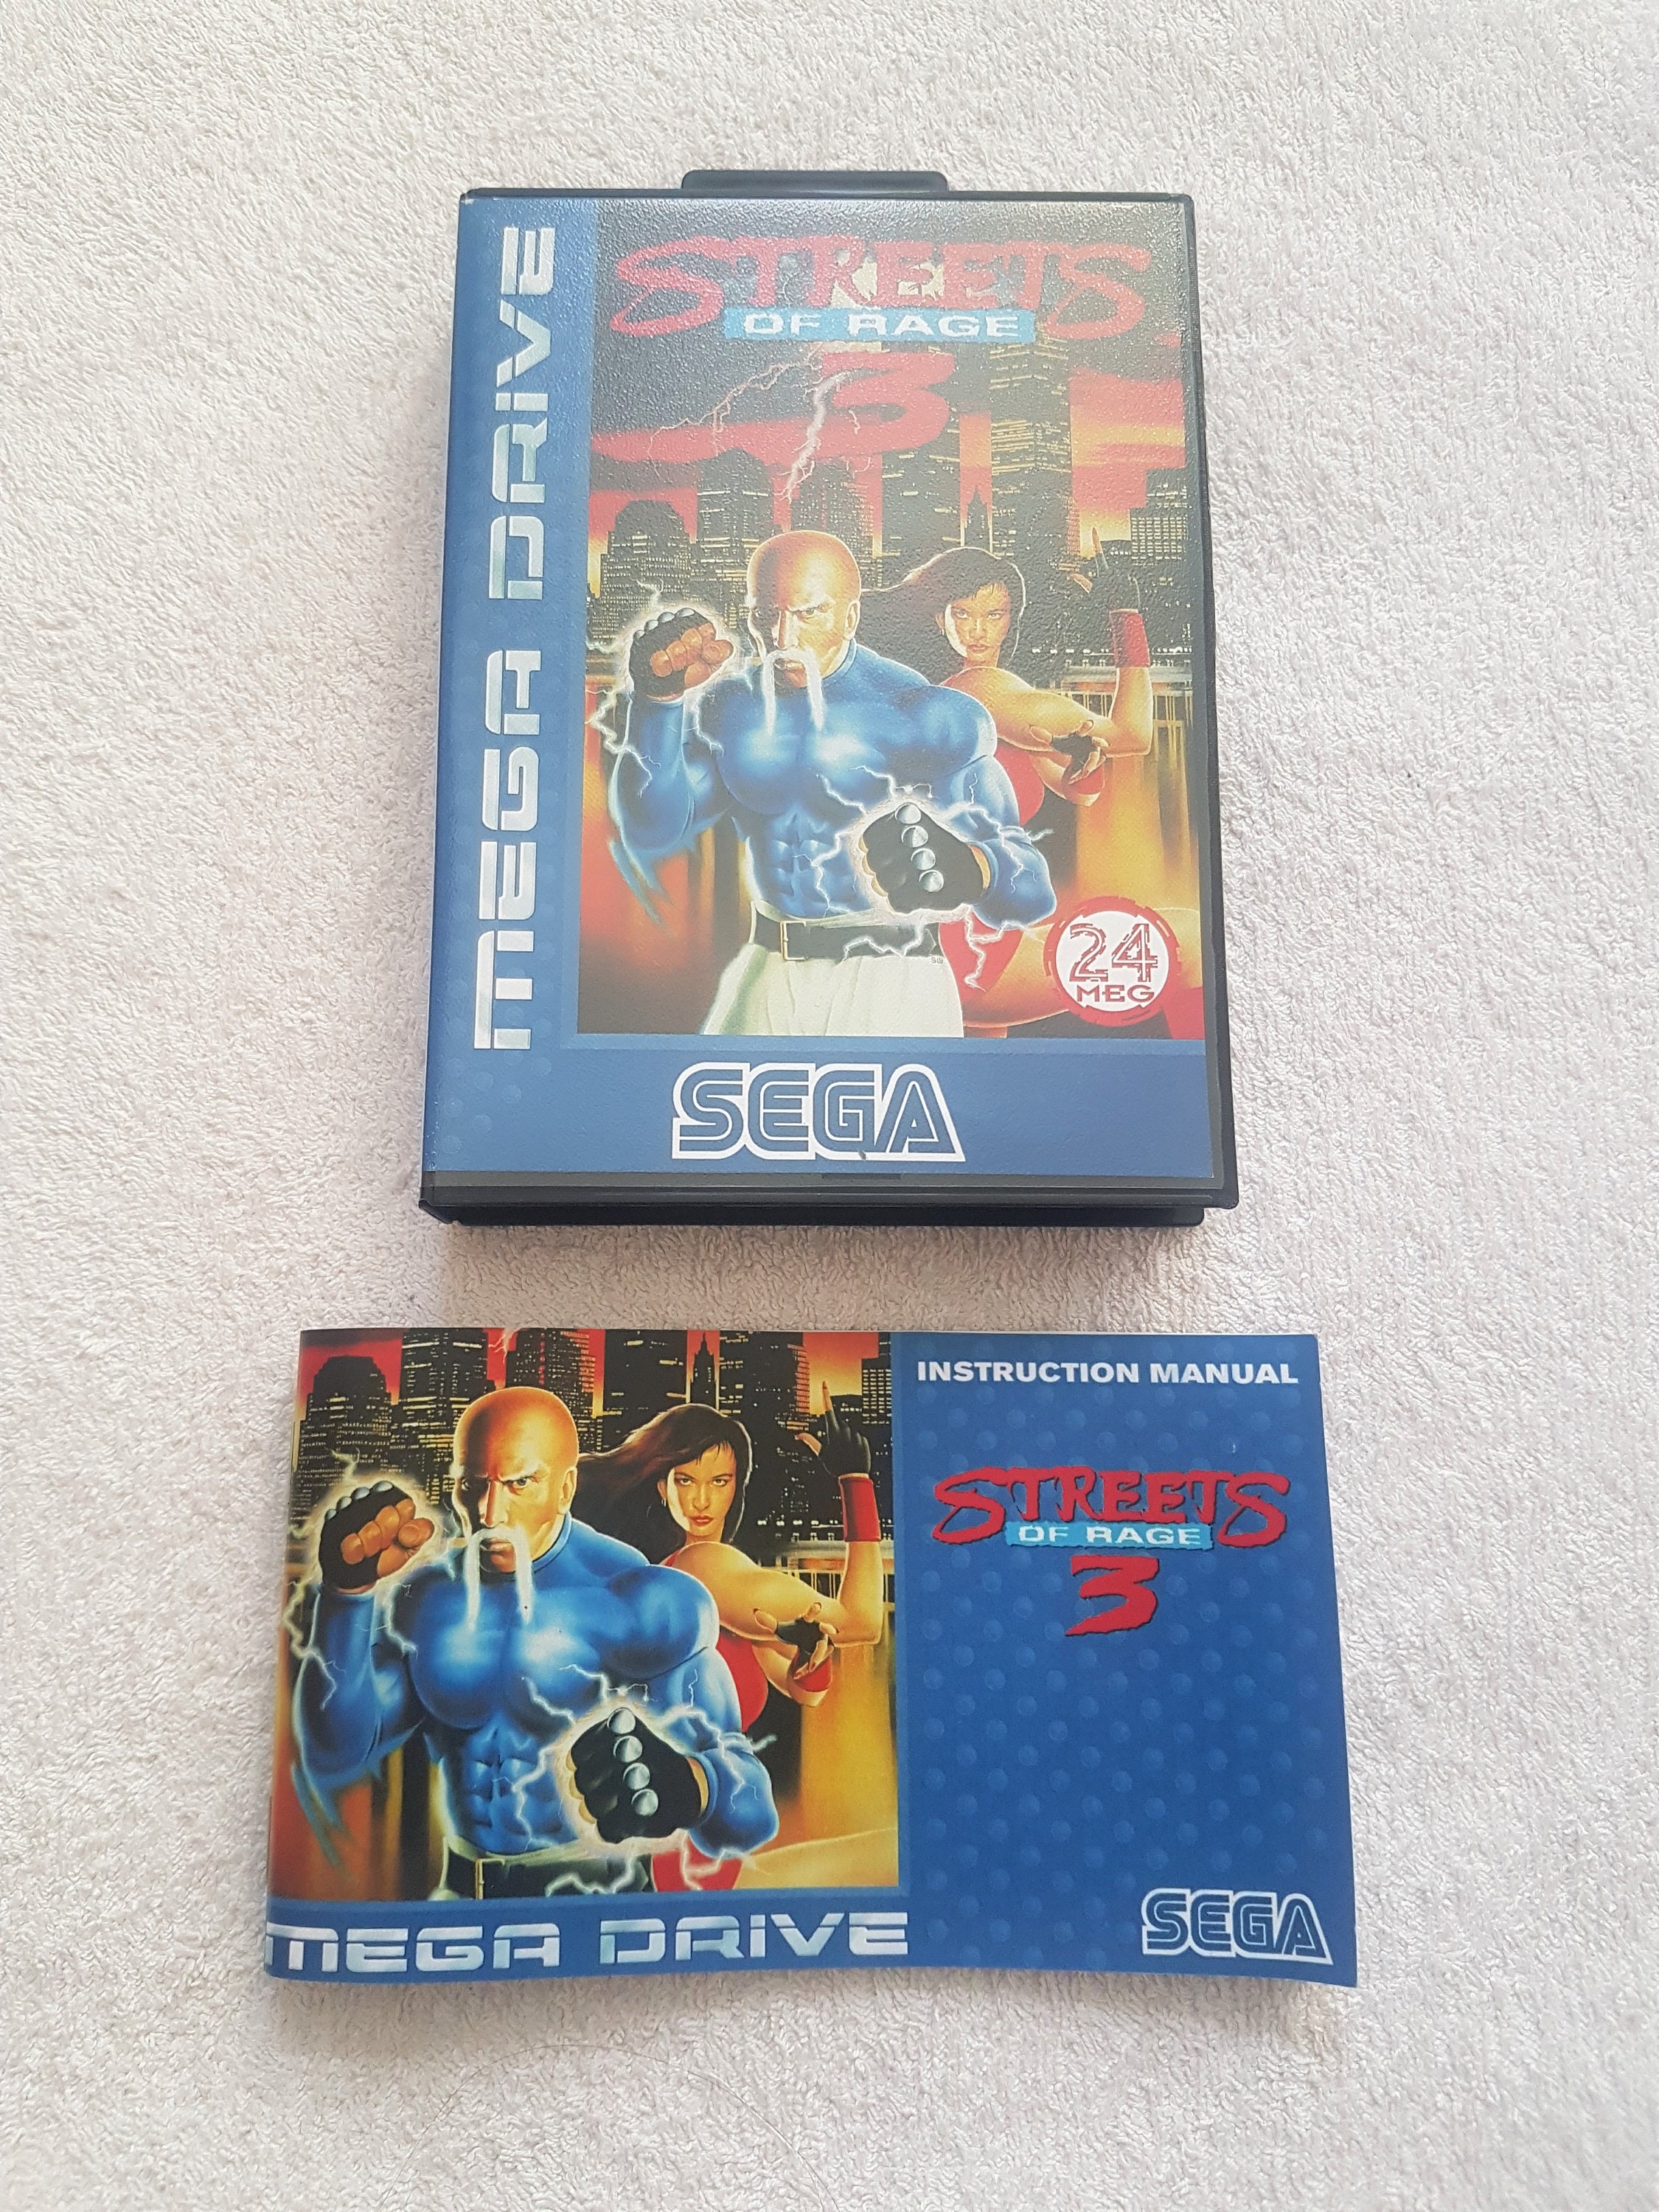 MEGA DRIVE
STREETS
OF RAGE
3
24
MEG
SEGA
INSTRUCTION MANUAL
STREETS
OF RAGE
3
MEGA DRIVE
SEGA